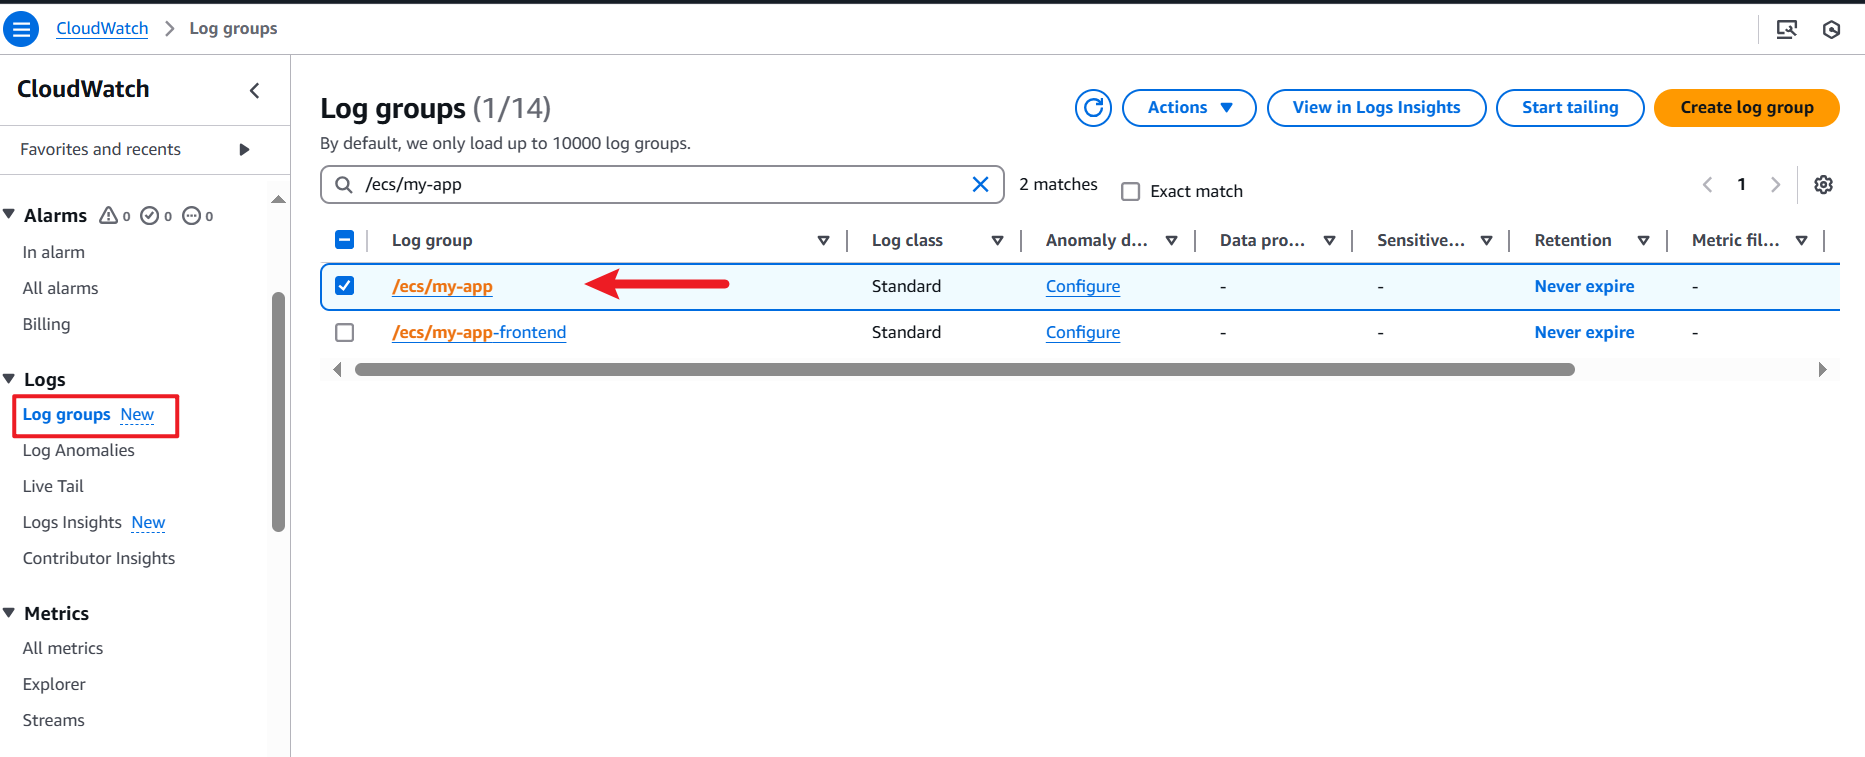 CloudWatch > Log groups
CloudWatch
Favorites and recents
Alarms 0 0 0
In alarm
All alarms
Billing
Logs
Log groups New
Log Anomalies
Live Tail
Logs Insights New
Contributor Insights
Metrics
All metrics
Explorer
Streams
Log groups (1/14)
Actions
View in Logs Insights
Start tailing
Create log group
By default, we only load up to 10000 log groups.
/ecs/my-app
2 matches
Exact match
1
Log group Log class Anomaly d... Data pro... Sensitive... Retention Metric fil...
/ecs/my-app Standard Configure - - Never expire -
/ecs/my-app-frontend Standard Configure - - Never expire -